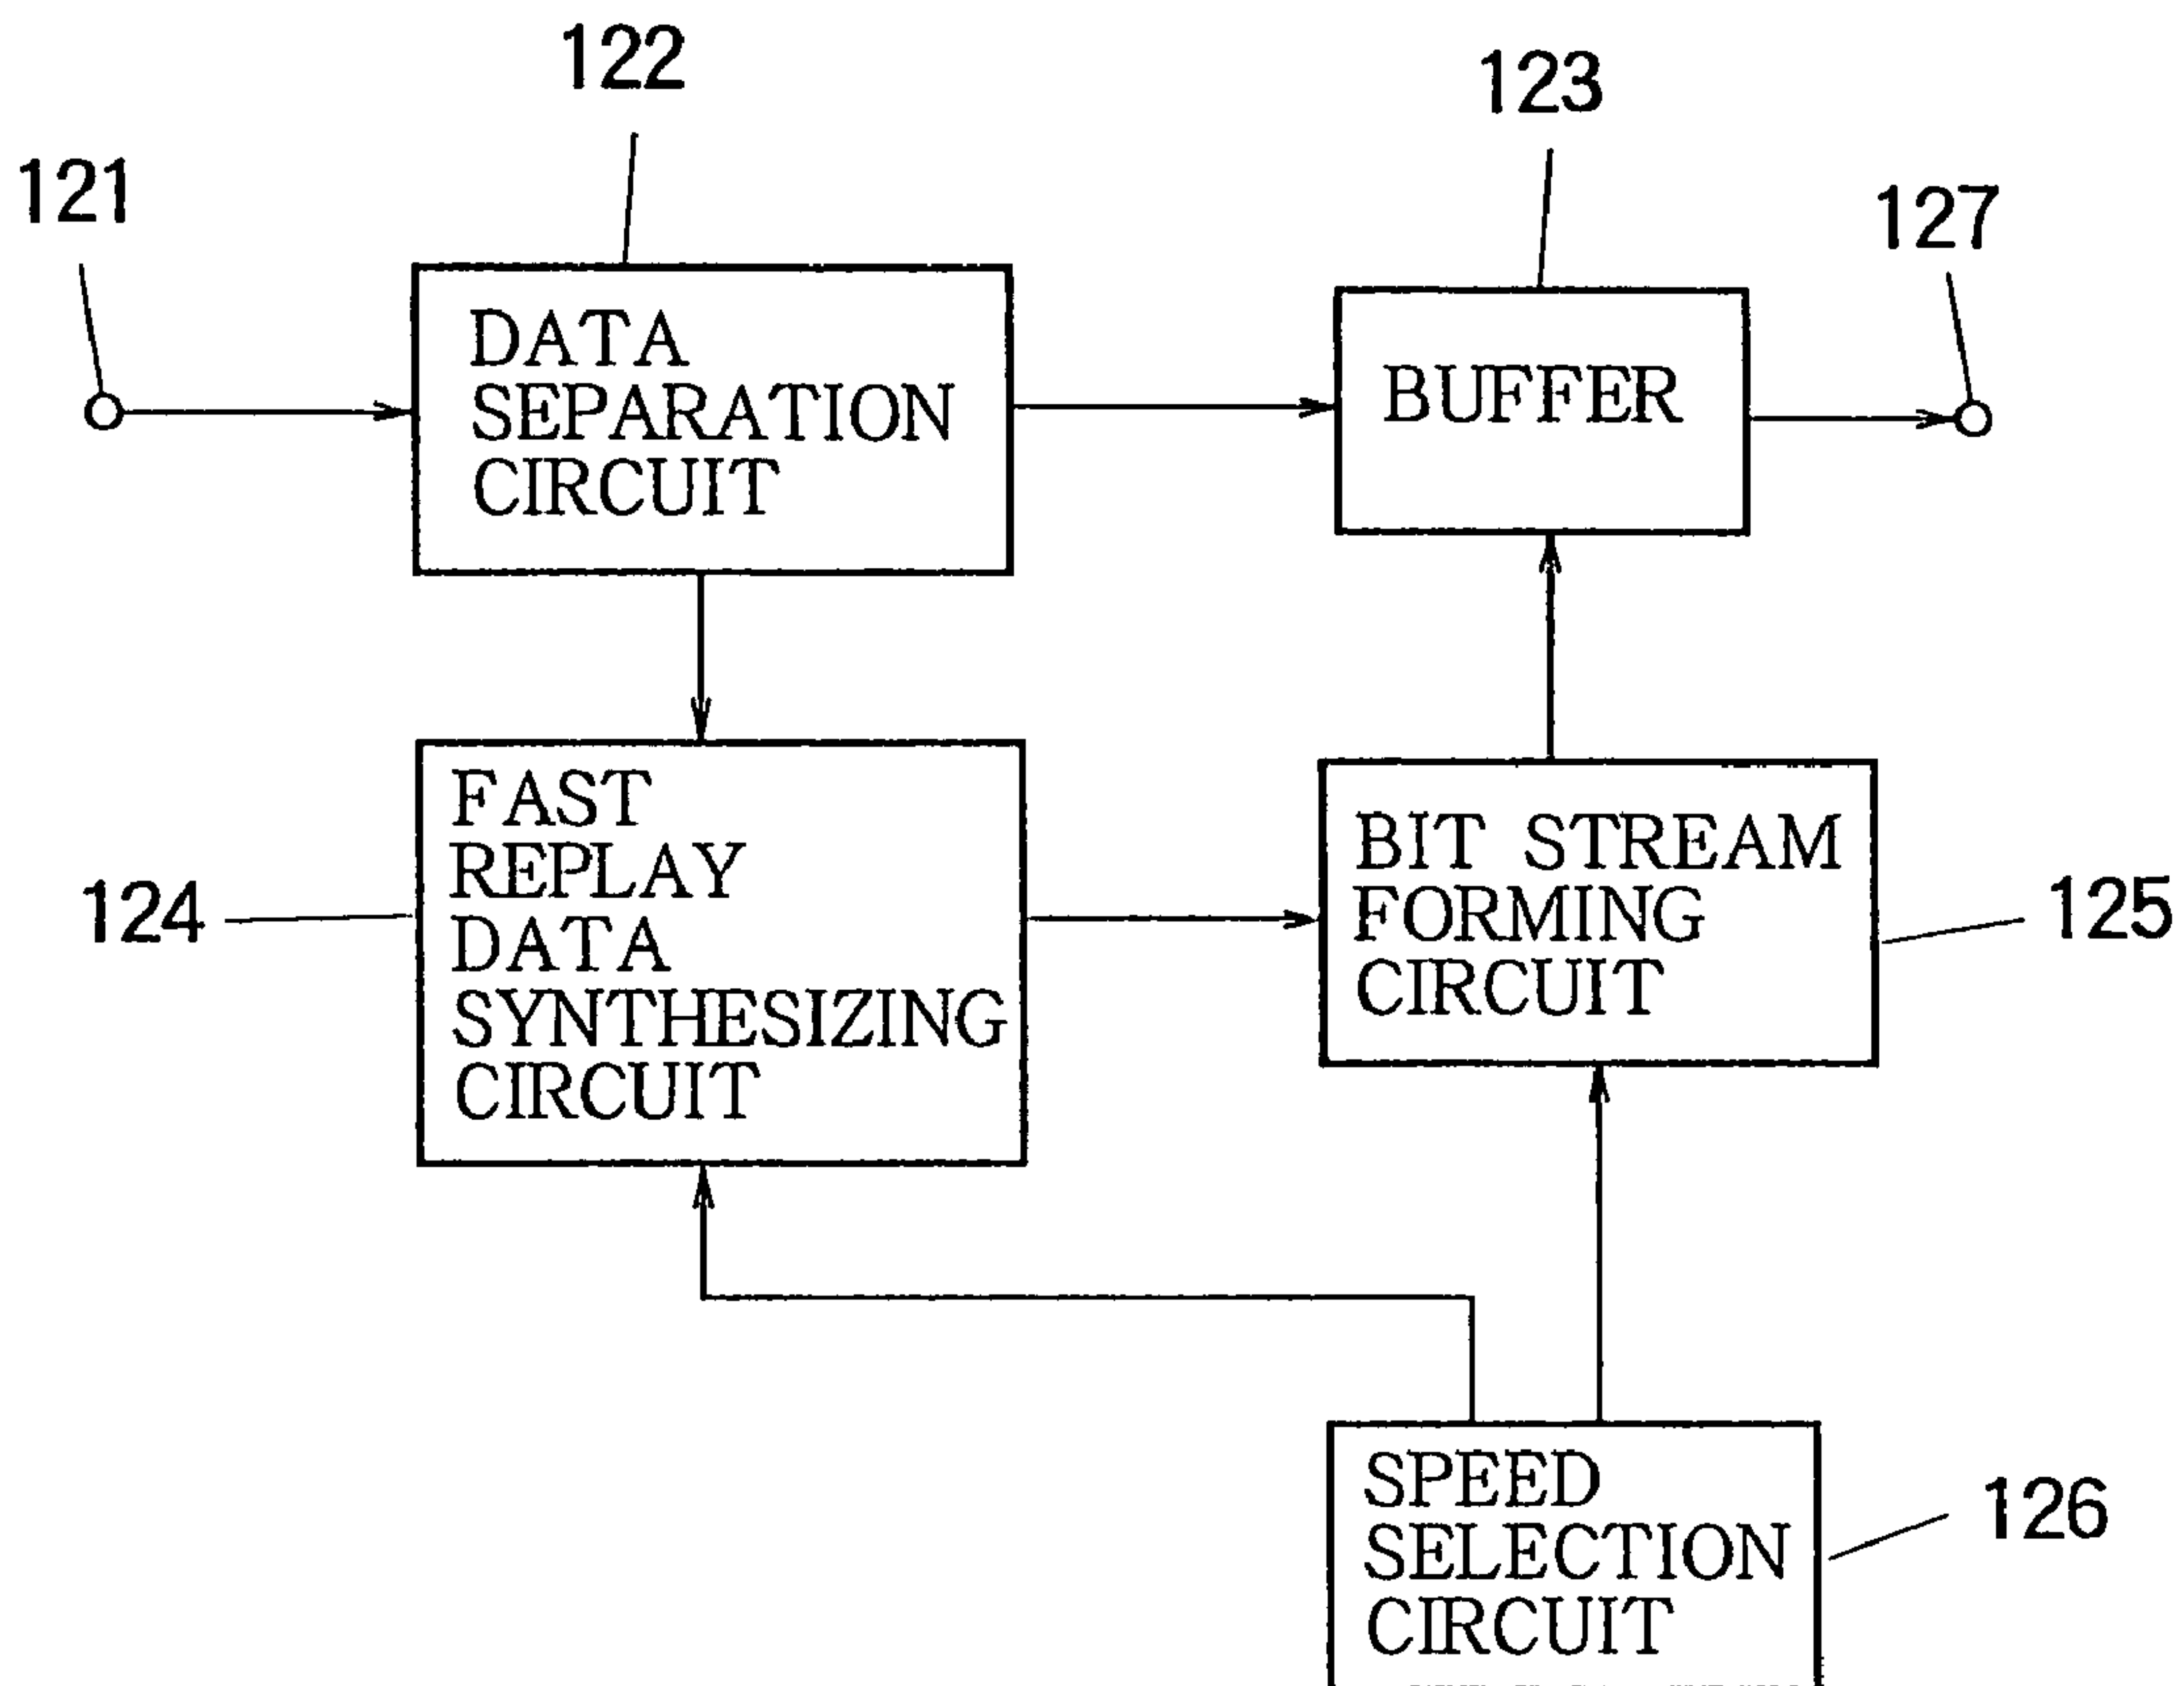 122
123
121
127
DATA
SEPARATION
CIRCUIT
BUFFER
FAST
REPLAY
DATA
SYNTHESIZING
CIRCUIT
124
BIT STREAM
FORMING
CIRCUIT
125
SPEED
SELECTION
CIRCUIT
126